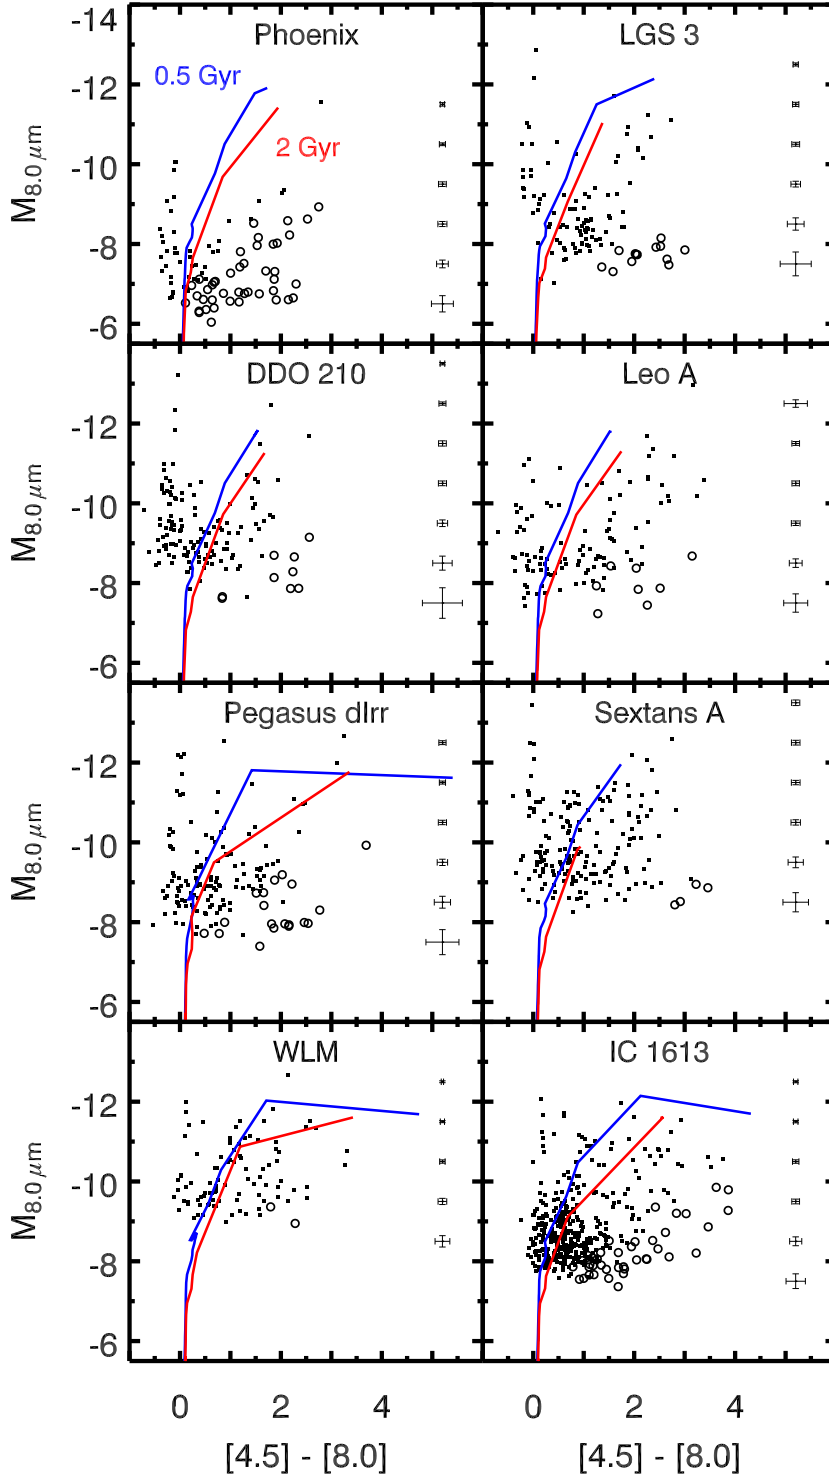 -14
Phoenix
LGS 3
0.5 Gyr
-12
2 Gyr
-10
M8.0 μm
-8
-6
DDO 210
Leo A
-12
-10
M8.0 μm
-8
-6
Pegasus dIrr
Sextans A
-12
-10
M8.0 μm
-8
-6
WLM
IC 1613
-12
-10
M8.0 μm
-8
-6
0 2 4 0 2 4
[4.5] - [8.0] [4.5] - [8.0]